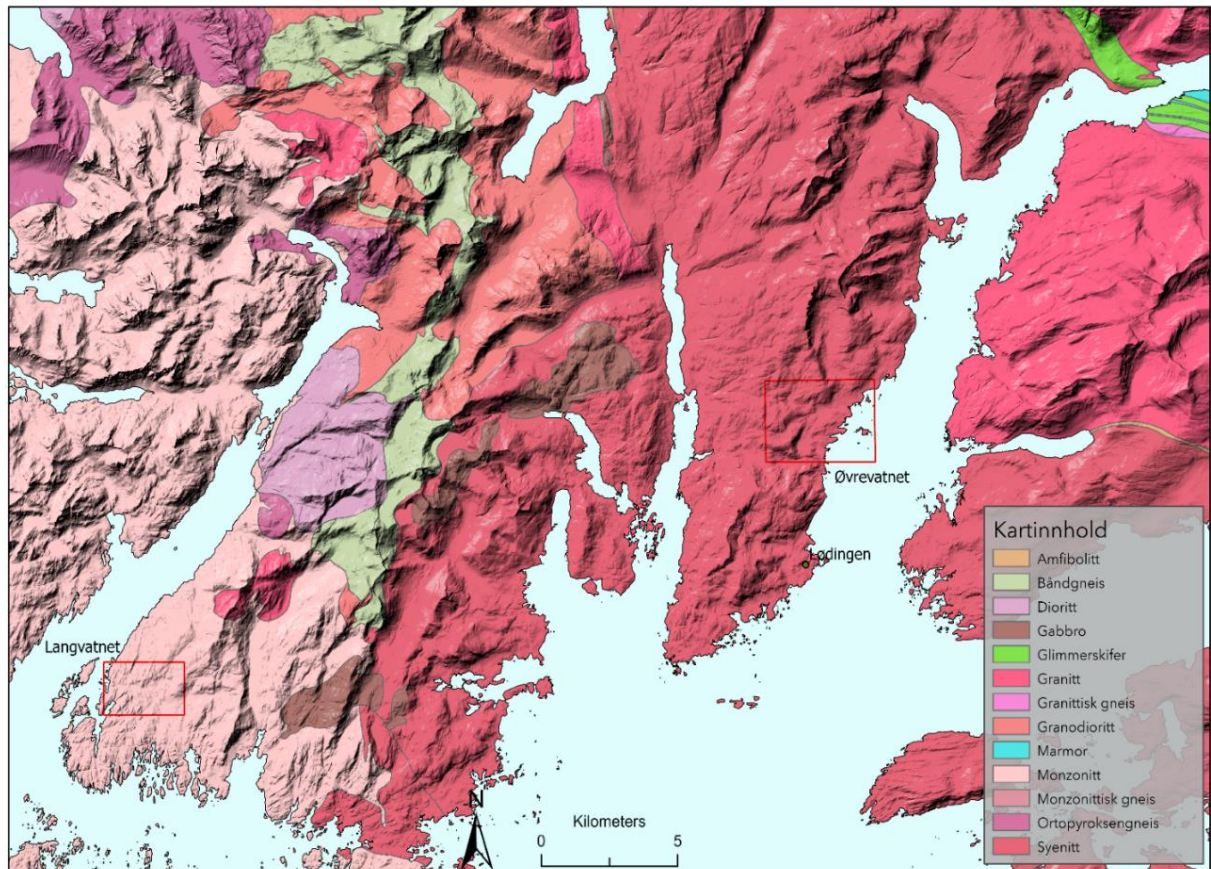 Øvrevatnet
Lødingen
Langvatnet
N
Kilometers
0 5
Kartinnhold
Amfibolitt
Båndgneis
Dioritt
Gabbro
Glimmerskifer
Granitt
Granittisk gneis
Granodioritt
Marmor
Monzonitt
Monzonittisk gneis
Ortopyroksengneis
Syenitt